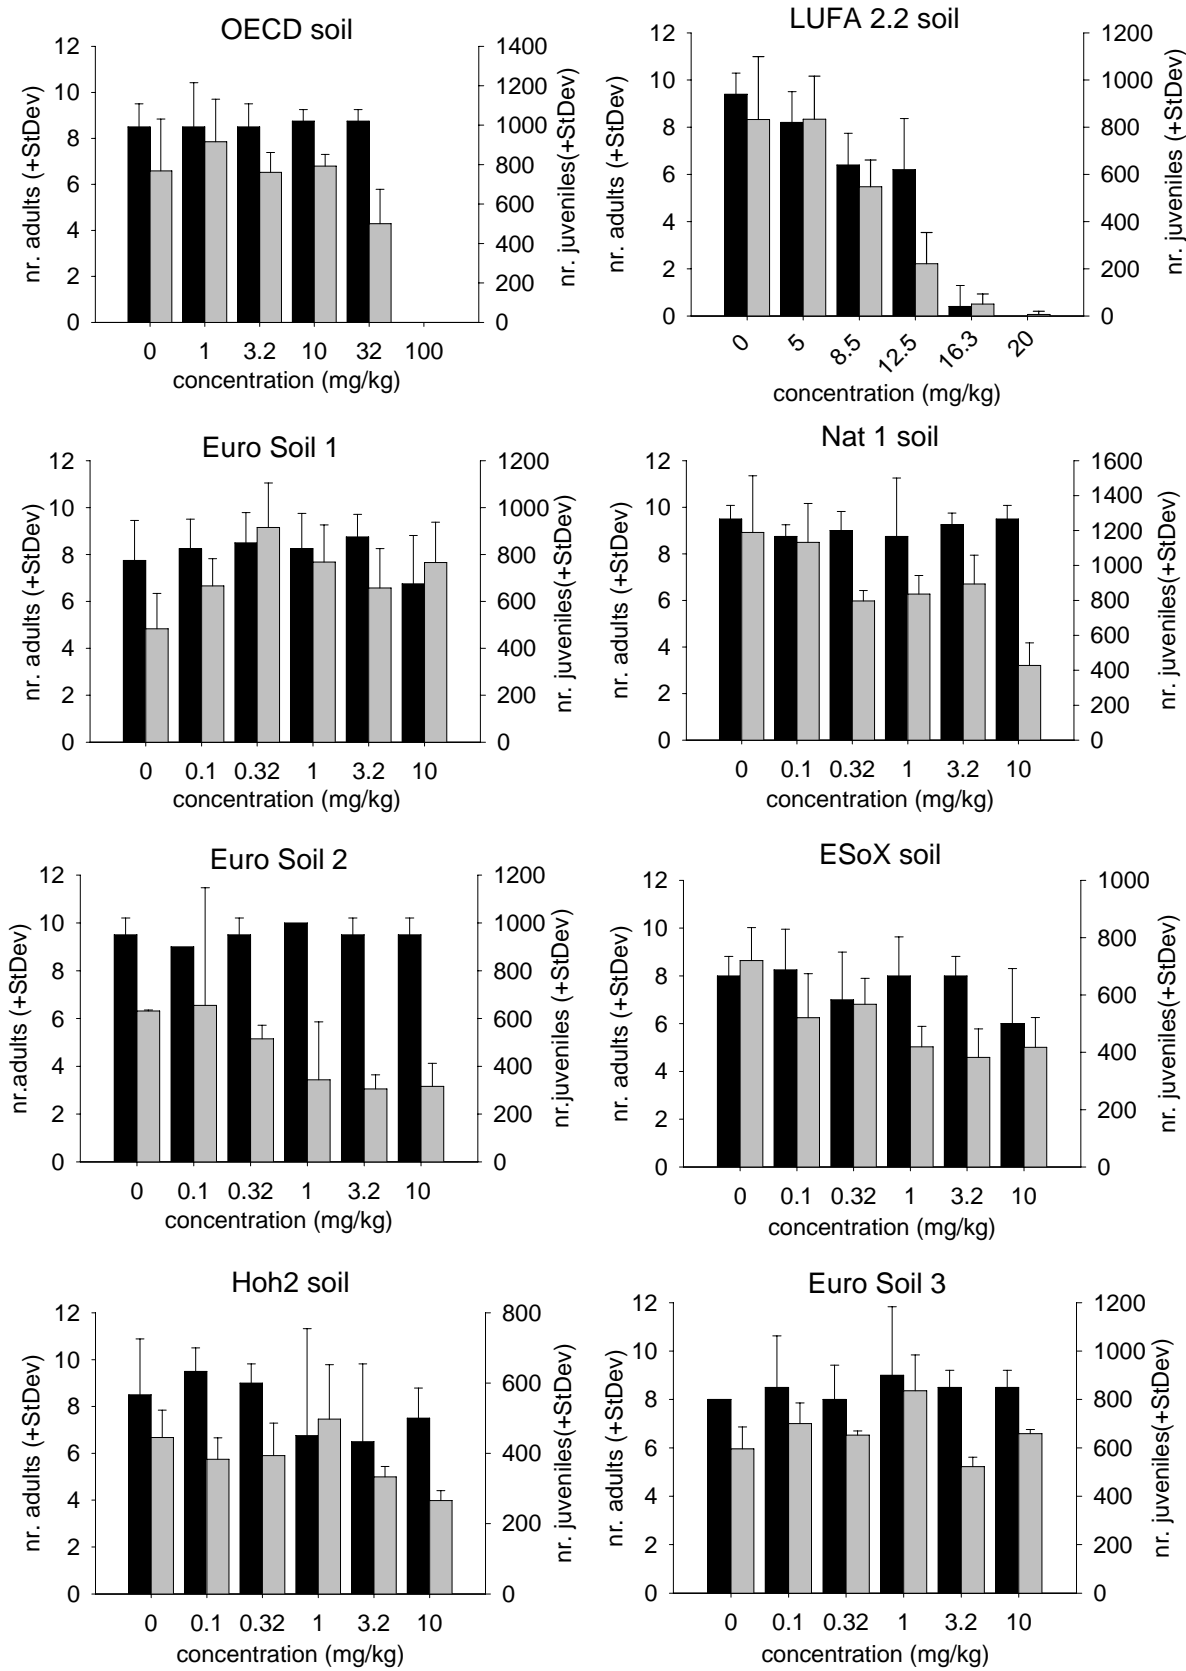 OECD soil
12
10
8
6
4
2
0
nr. adults (+StDev)
1400
1200
1000
800
600
400
200
0
nr. juveniles(+StDev)
0 1 3.2 10 32 100
concentration (mg/kg)
LUFA 2.2 soil
12
10
8
6
4
2
0
nr. adults (+StDev)
1200
1000
800
600
400
200
0
nr. juveniles (+StDev)
0 5 8.5 12.5 16.3 20
concentration (mg/kg)
Euro Soil 1
12
10
8
6
4
2
0
nr. adults (+StDev)
1200
1000
800
600
400
200
0
nr. juveniles(+StDev)
0 0.1 0.32 1 3.2 10
concentration (mg/kg)
Nat 1 soil
12
10
8
6
4
2
0
nr. adults (+StDev)
1600
1400
1200
1000
800
600
400
200
0
nr. juveniles(+StDev)
0 0.1 0.32 1 3.2 10
concentration (mg/kg)
Euro Soil 2
12
10
8
6
4
2
0
nr.adults (+StDev)
1200
1000
800
600
400
200
0
nr.juveniles (+StDev)
0 0.1 0.32 1 3.2 10
concentration (mg/kg)
ESoX soil
12
10
8
6
4
2
0
nr. adults (+StDev)
1000
800
600
400
200
0
nr. juveniles(+StDev)
0 0.1 0.32 1 3.2 10
concentration (mg/kg)
Hoh2 soil
12
10
8
6
4
2
0
nr. adults (+StDev)
800
600
400
200
0
nr. juveniles(+StDev)
0 0.1 0.32 1 3.2 10
concentration (mg/kg)
Euro Soil 3
12
10
8
6
4
2
0
nr. adults (+StDev)
1200
1000
800
600
400
200
0
nr. juveniles(+StDev)
0 0.1 0.32 1 3.2 10
concentration (mg/kg)